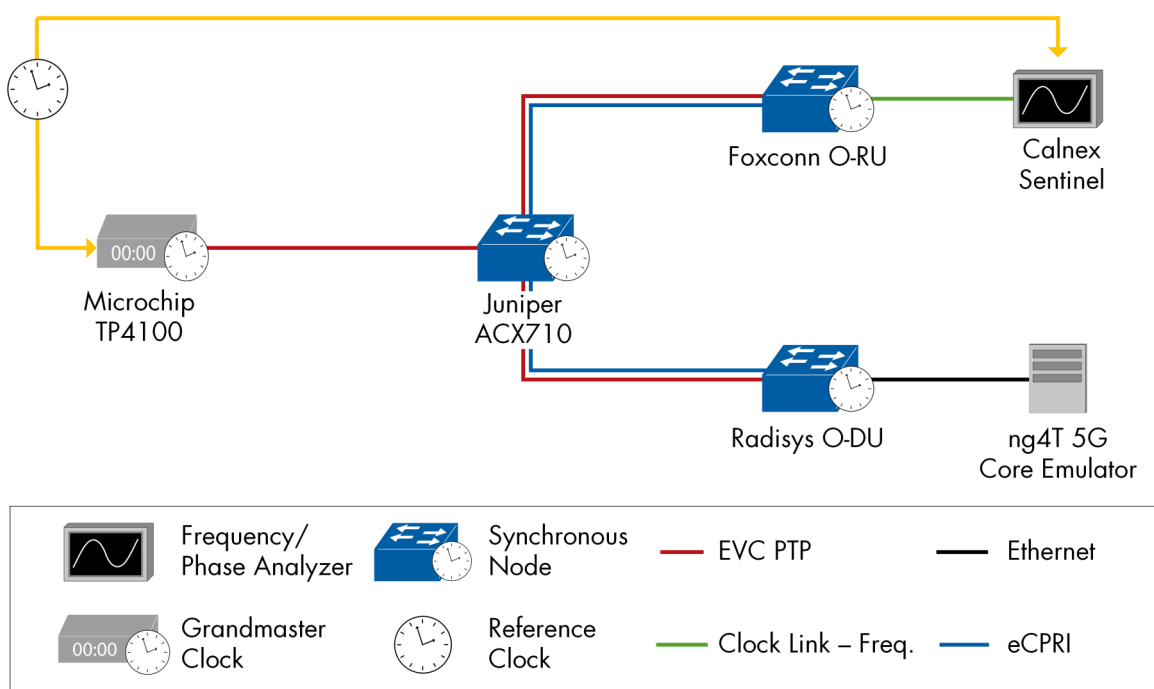 Foxconn O-RU
Calnex
Sentinel
00:00
Microchip
TP4100
Juniper
ACX710
Radisys O-DU
ng4T 5G
Core Emulator
Frequency/
Phase Analyzer
Synchronous
Node
EVC PTP
Ethernet
00:00
Grandmaster
Clock
Reference
Clock
Clock Link – Freq.
eCPRI